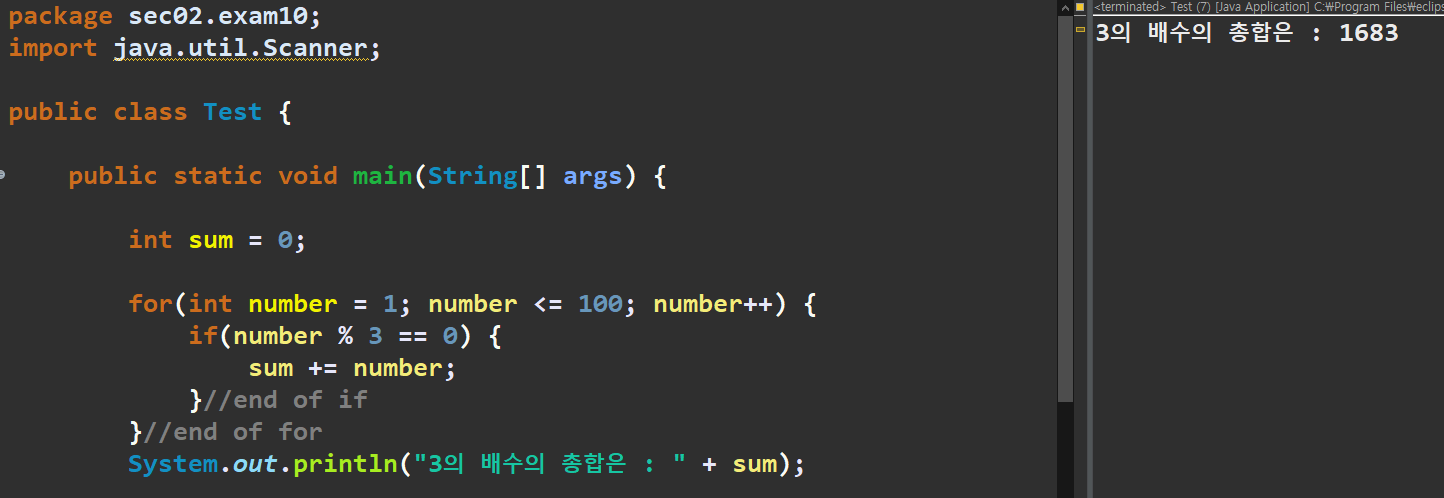 package sec02.exam10;
import java.util.Scanner;
public class Test {
public static void main(String[] args) {
int sum = 0;
for(int number = 1; number <= 100; number++) {
if(number % 3 == 0) {
sum += number;
}//end of if
}//end of for
System.out.println("3의 배수의 총합은 : " + sum);
<terminated> Test (7) [Java Application] C:₩Program Files₩eclips
3의 배수의 총합은 : 1683